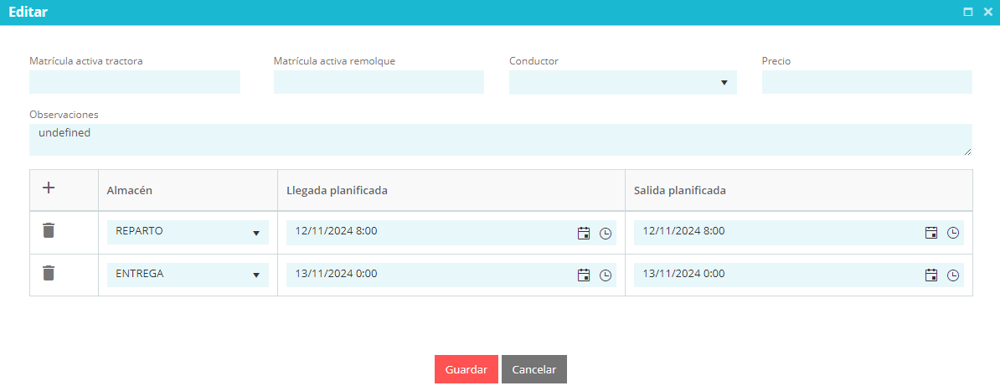 Editar
Matrícula activa tractora Matrícula activa remolque Conductor Precio
Observaciones
undefined
Almacén Llegada planificada Salida planificada
REPARTO 12/11/2024 8:00 12/11/2024 8:00
ENTREGA 13/11/2024 0:00 13/11/2024 0:00
Guardar Cancelar